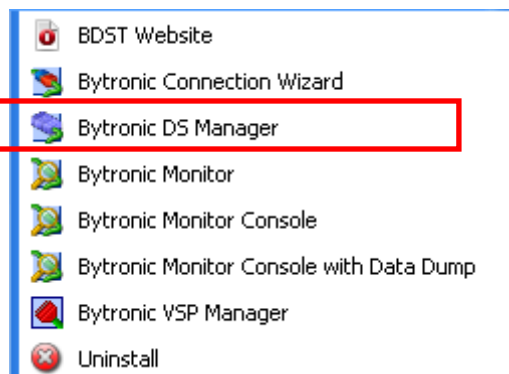 BDST Website
Bytronic Connection Wizard
Bytronic DS Manager
Bytronic Monitor
Bytronic Monitor Console
Bytronic Monitor Console with Data Dump
Bytronic VSP Manager
Uninstall